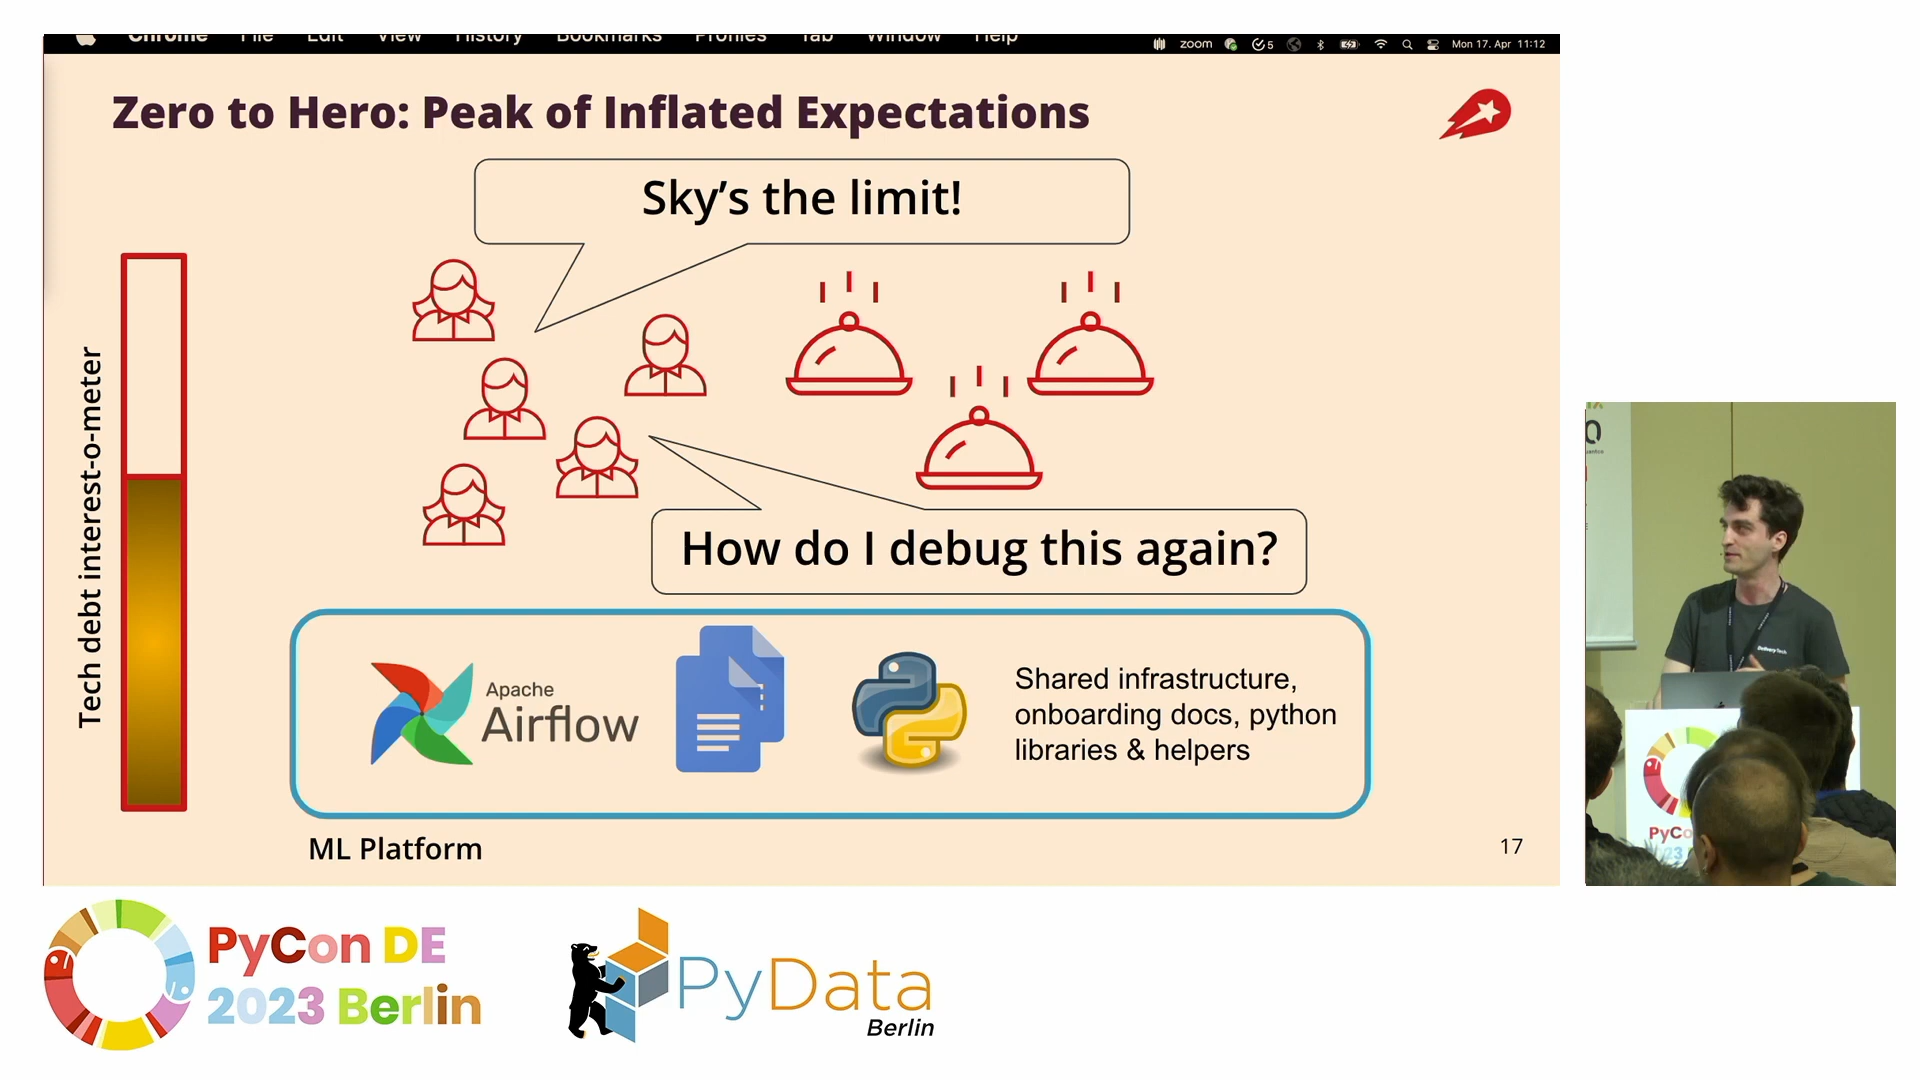 Chrome File Edit View History Bookmarks Profiles Tab Window Help
zoom 5 Mon 17. Apr 11:12
Zero to Hero: Peak of Inflated Expectations
Sky's the limit!
Tech debt interest-o-meter
How do I debug this again?
Apache
Airflow
Shared infrastructure,
onboarding docs, python
libraries & helpers
ML Platform
17
PyCon DE
2023 Berlin
PyData
Berlin